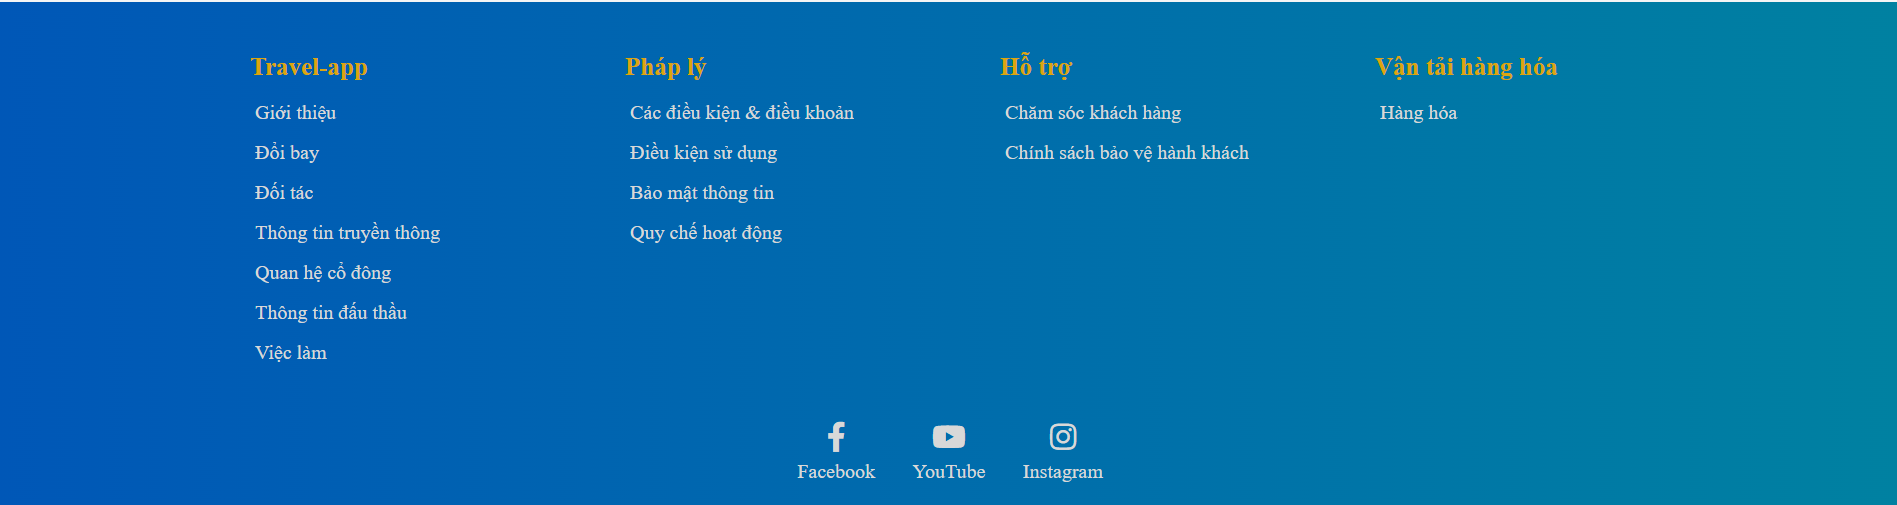 Travel-app
Giới thiệu
Đổi bay
Đối tác
Thông tin truyền thông
Quan hệ cổ đông
Thông tin đấu thầu
Việc làm
Pháp lý
Các điều kiện & điều khoản
Điều kiện sử dụng
Bảo mật thông tin
Quy chế hoạt động
Hỗ trợ
Chăm sóc khách hàng
Chính sách bảo vệ hành khách
Vận tải hàng hóa
Hàng hóa
Facebook
YouTube
Instagram